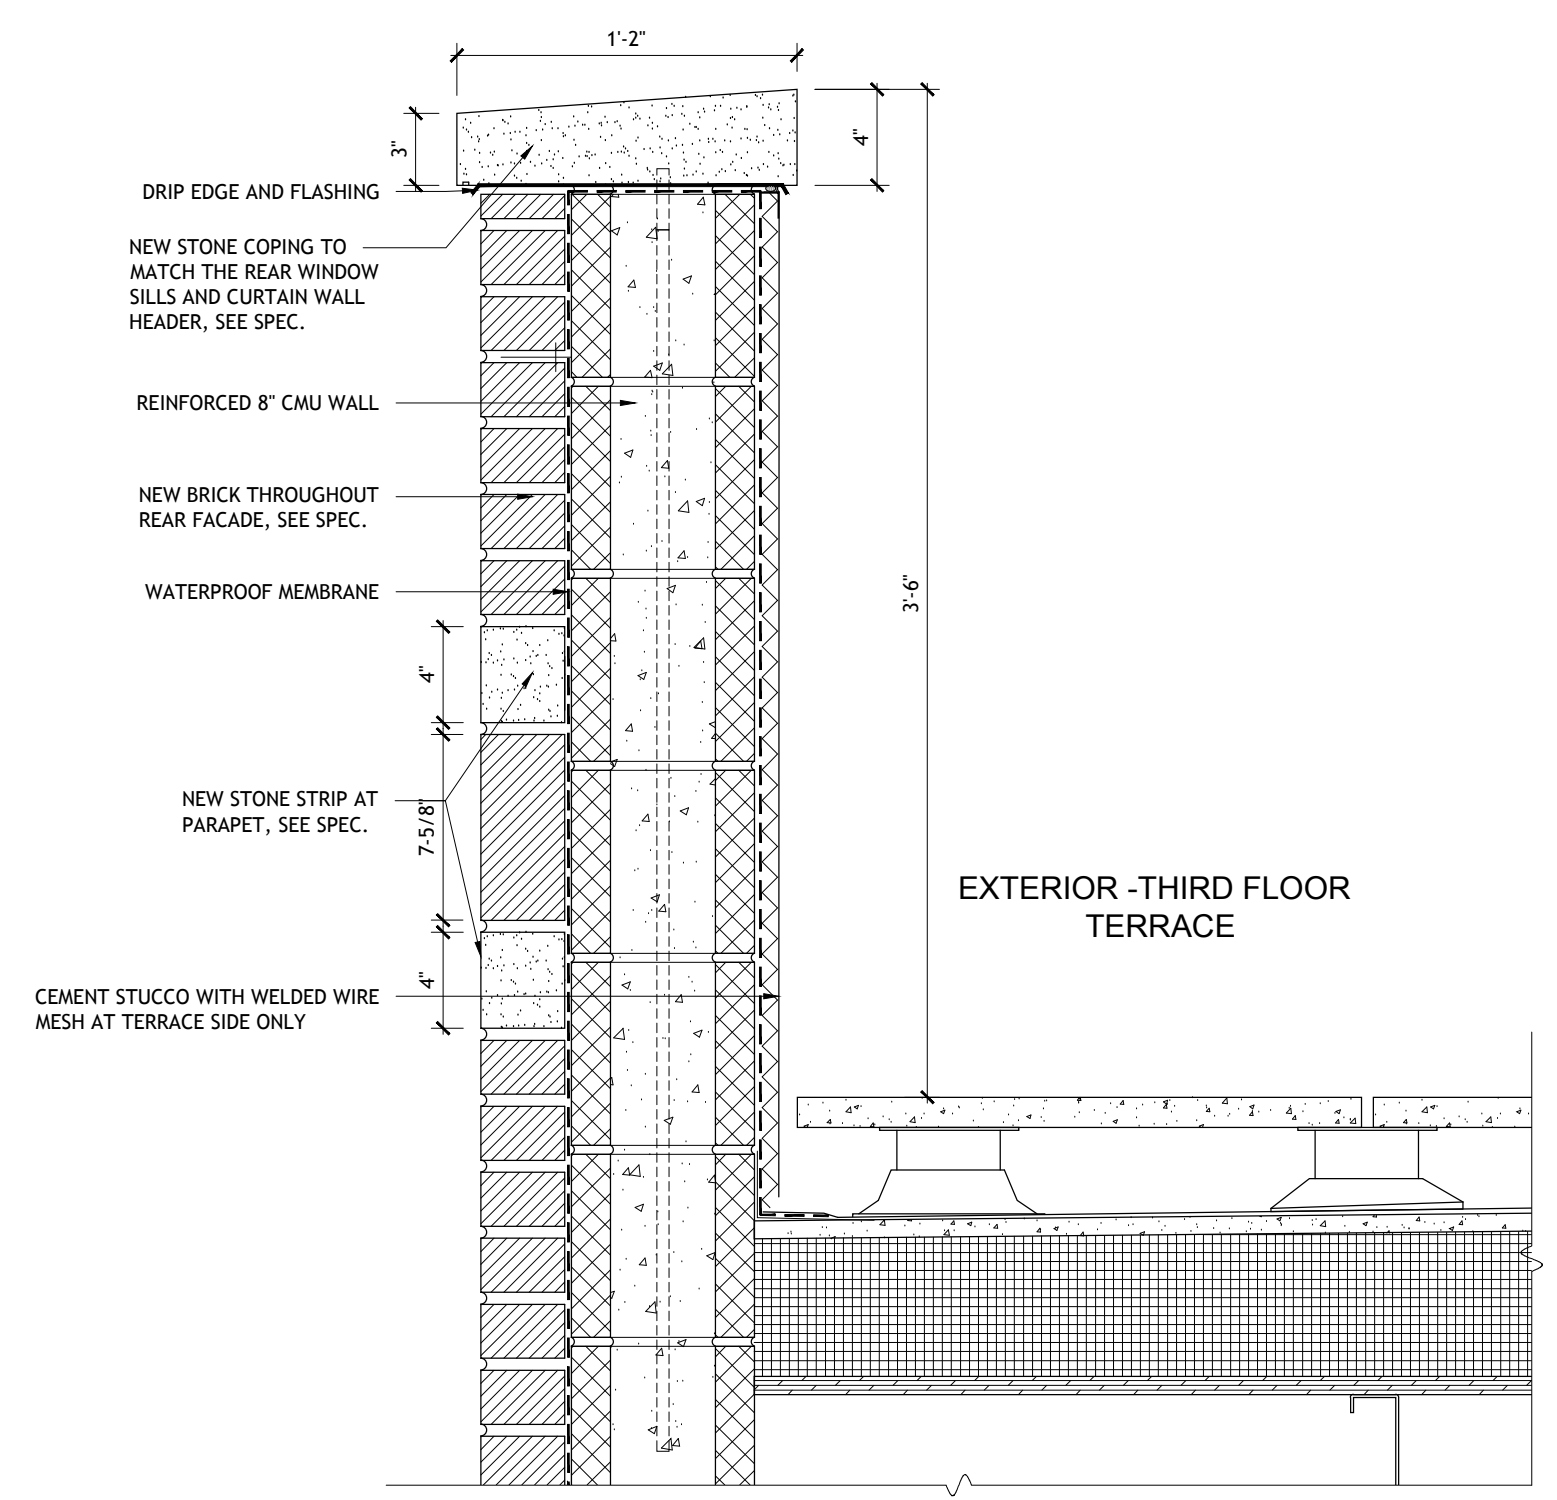 1'-2"
3"
4"
DRIP EDGE AND FLASHING
NEW STONE COPING TO
MATCH THE REAR WINDOW
SILLS AND CURTAIN WALL
HEADER, SEE SPEC.
REINFORCED 8" CMU WALL
NEW BRICK THROUGHOUT
REAR FACADE, SEE SPEC.
WATERPROOF MEMBRANE
3'-6"
4"
NEW STONE STRIP AT
PARAPET, SEE SPEC.
7-5/8"
EXTERIOR -THIRD FLOOR
TERRACE
4"
CEMENT STUCCO WITH WELDED WIRE
MESH AT TERRACE SIDE ONLY